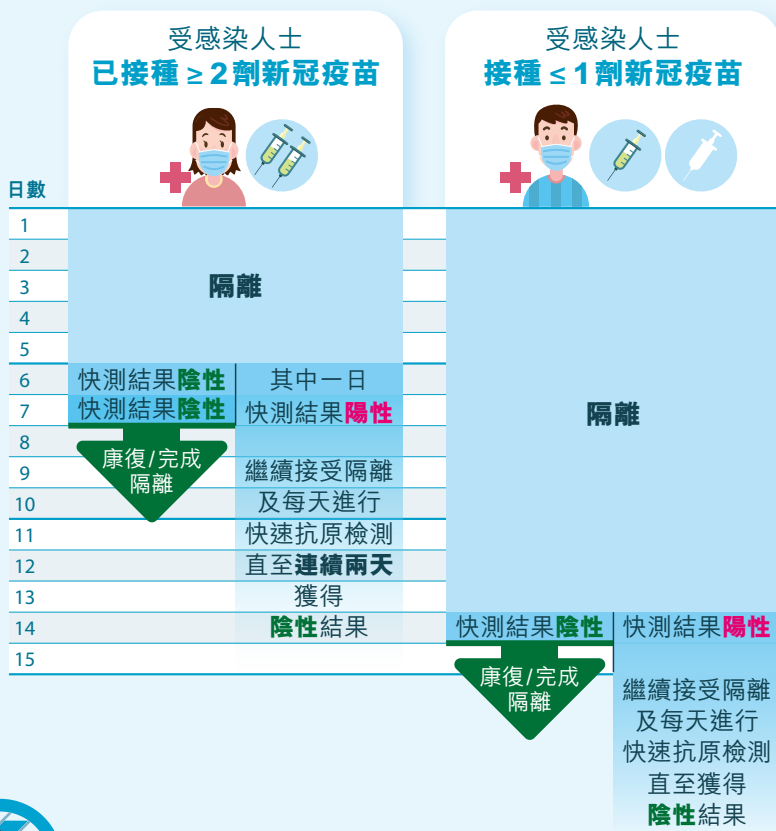 受感染人士
已接種 ≥ 2 劑新冠疫苗
受感染人士
接種 ≤ 1 劑新冠疫苗
日數
1
2
3
4
5
6
7
8
9
10
11
12
13
14
15
隔離
快測結果陰性
快測結果陰性
康復/完成
隔離
其中一日
快測結果陽性
繼續接受隔離
及每天進行
快速抗原檢測
直至連續兩天
獲得
陰性結果
隔離
快測結果陰性
康復/完成
隔離
快測結果陽性
繼續接受隔離
及每天進行
快速抗原檢測
直至獲得
陰性結果